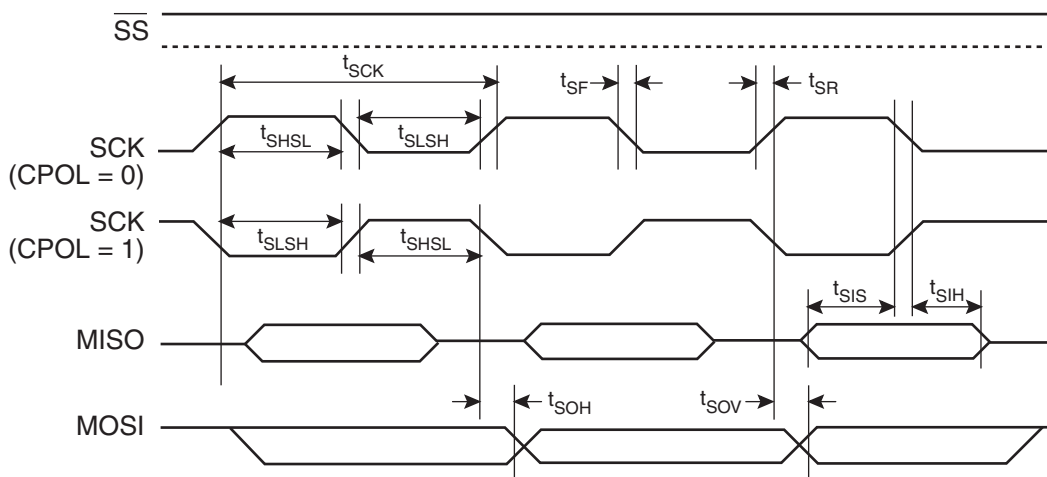 SS
tSCK
tSF
tSR
SCK
(CPOL = 0)
tSHSL
tSLSH
SCK
(CPOL = 1)
tSLSH
tSHSL
tSIS
tSIH
MISO
tSOH
tSOV
MOSI